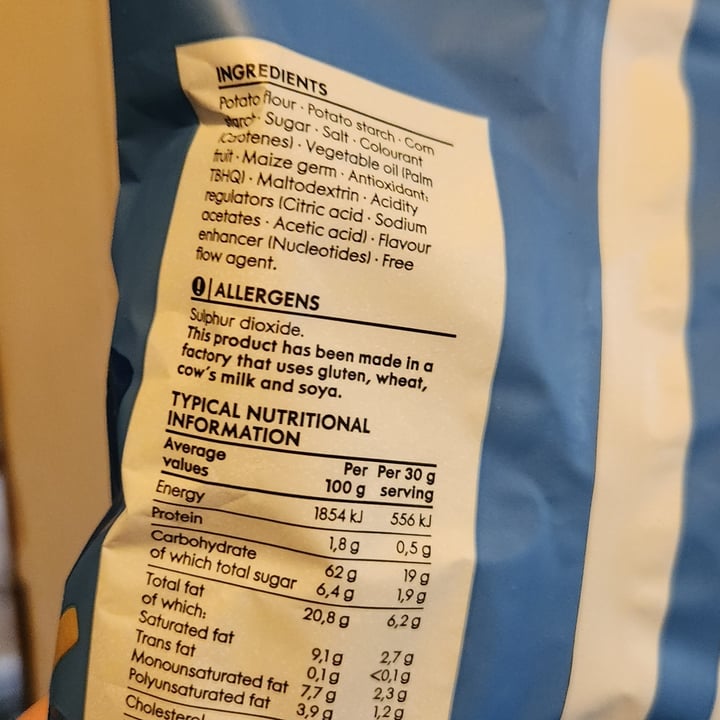 INGREDIENTS
Potato flour · Potato starch · Corn
starch · Sugar · Salt · Colourant
(Carotenes) · Vegetable oil (Palm
fruit · Maize germ · Antioxidant:
TBHQ) · Maltodextrin · Acidity
regulators (Citric acid · Sodium
acetates · Acetic acid) · Flavour
enhancer (Nucleotides) · Free
flow agent.
ALLERGENS
Sulphur dioxide.
This product has been made in a
factory that uses gluten, wheat,
cow's milk and soya.
TYPICAL NUTRITIONAL
INFORMATION
Average values Per 100 g Per 30 g serving
Energy 1854 kJ 556 kJ
Protein 1,8 g 0,5 g
Carbohydrate 62 g 19 g
of which total sugar 6,4 g 1,9 g
Total fat 20,8 g 6,2 g
of which:
Saturated fat 9,1 g 2,7 g
Trans fat 0,1 g <0,1 g
Monounsaturated fat 7,7 g 2,3 g
Polyunsaturated fat 3,9 g 1,2 g
Cholesterol